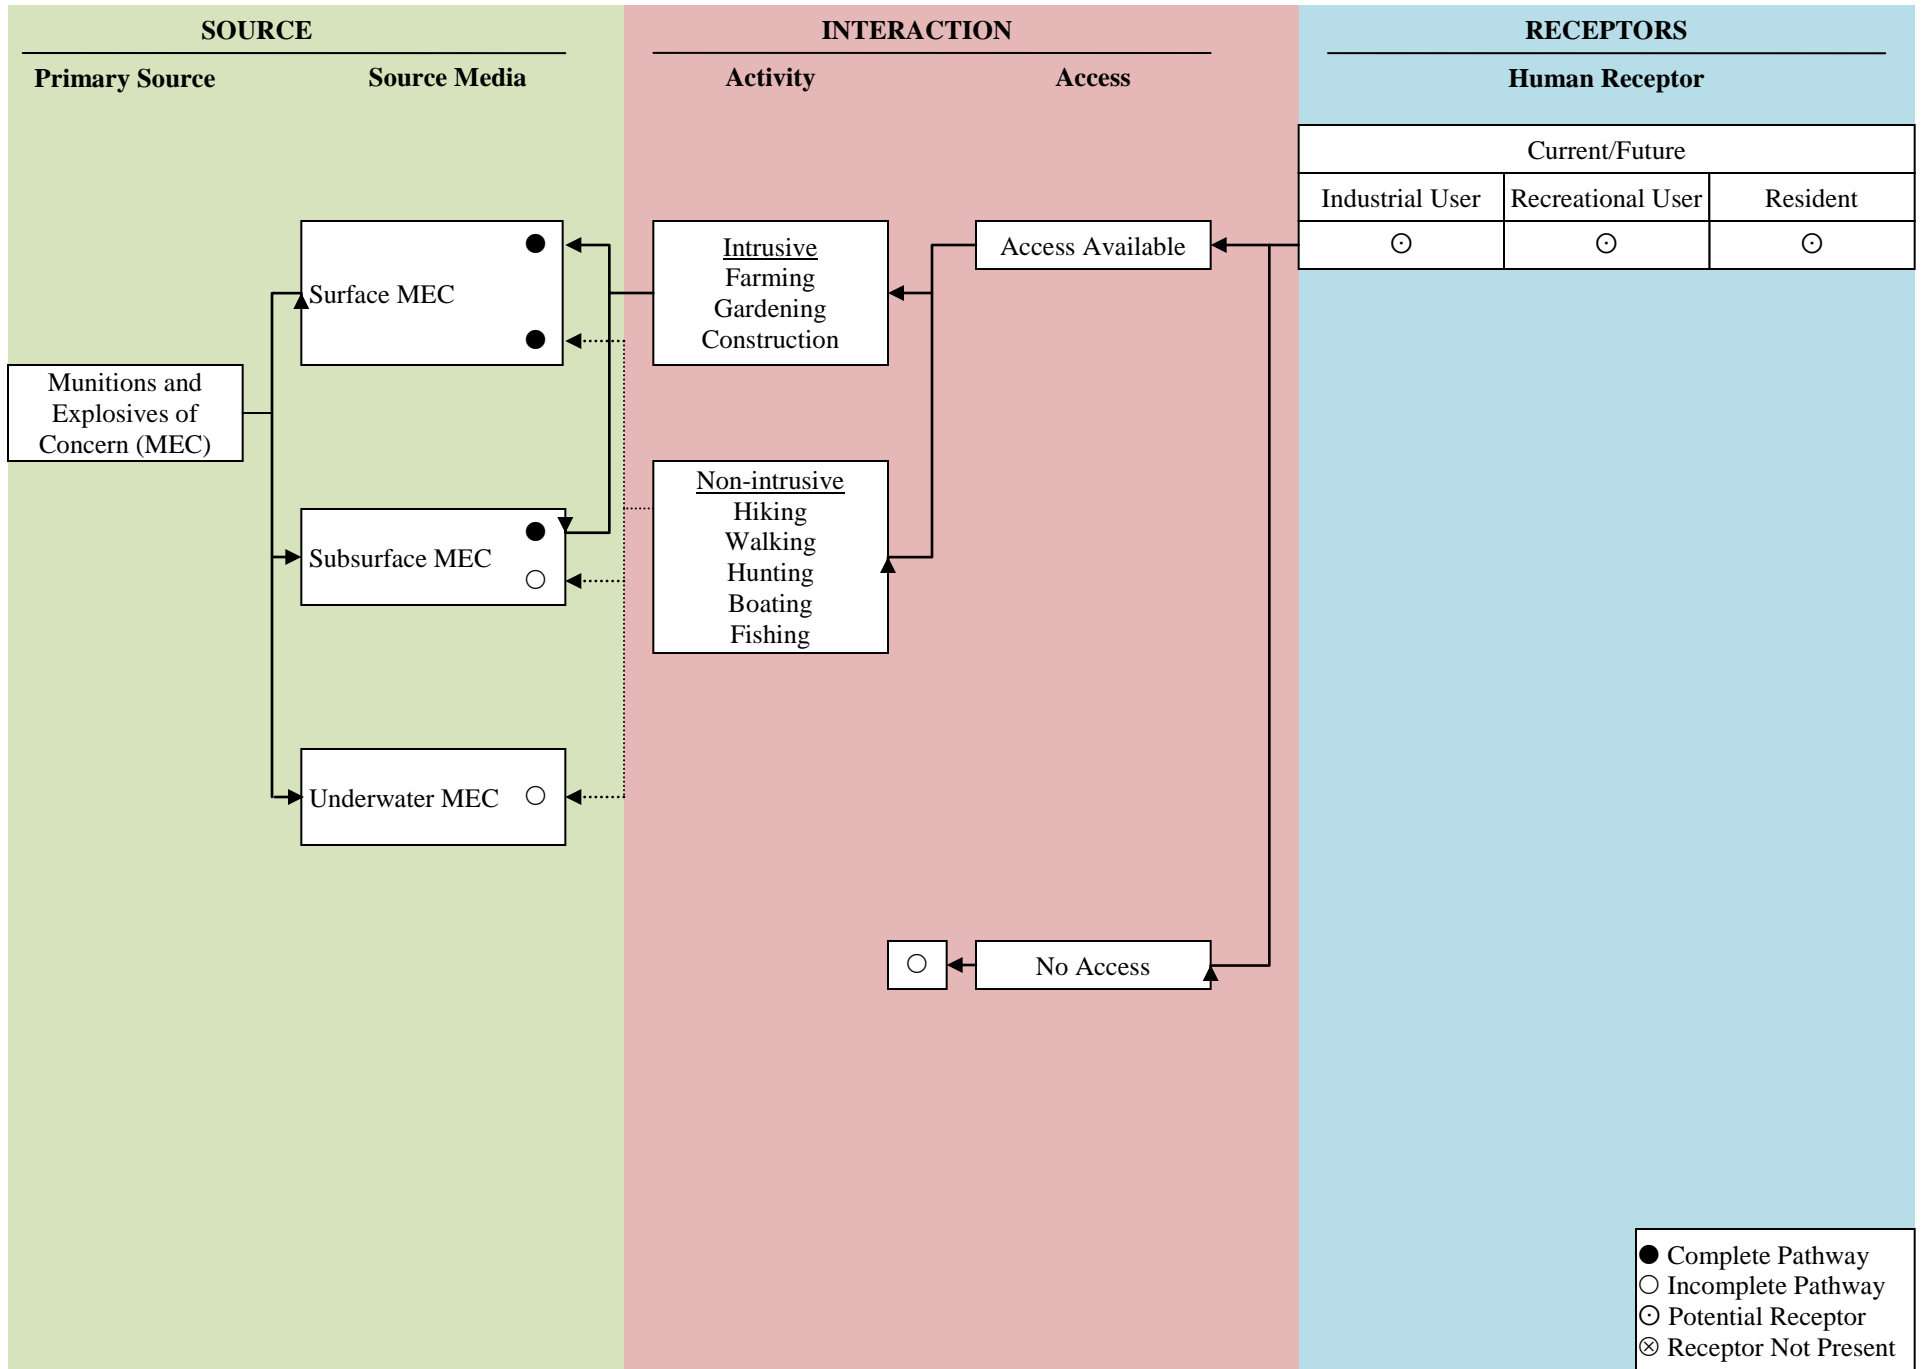 SOURCE
INTERACTION
RECEPTORS
Primary Source
Source Media
Activity
Access
Human Receptor
Current/Future
Industrial User
Recreational User
Resident
⊙
⊙
⊙
Surface MEC
●
●
Intrusive
Farming
Gardening
Construction
Access Available
Munitions and
Explosives of
Concern (MEC)
Subsurface MEC
●
○
Non-intrusive
Hiking
Walking
Hunting
Boating
Fishing
Underwater MEC ○
○
No Access
● Complete Pathway
○ Incomplete Pathway
⊙ Potential Receptor
⊗ Receptor Not Present